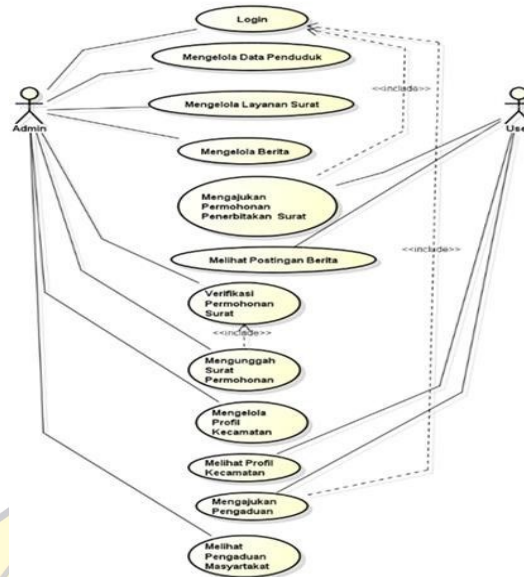 Login
Mengelola Data Penduduk
<<include>>
Mengelola Layanan Surat
Admin
User
Mengelola Berita
Mengajukan
Permohonan
Penerbitakan Surat
<<include>>
Melihat Postingan Berita
Verifikasi
Permohonan
Surat
<<include>>
Mengunggah
Surat
Permohonan
Mengelola
Profil
Kecamatan
Melihat Profil
Kecamatan
Mengajukan
Pengaduan
Melihat
Pengaduan
Masyartakat